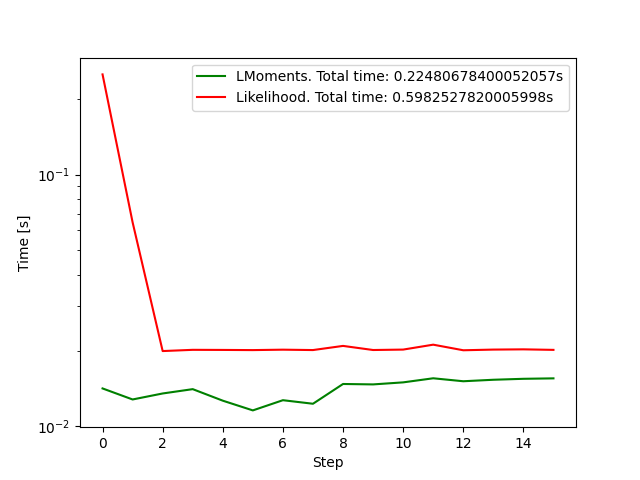 LMoments. Total time: 0.22480678400052057s
Likelihood. Total time: 0.5982527820005998s
10⁻¹
10⁻²
Time [s]
0 2 4 6 8 10 12 14
Step